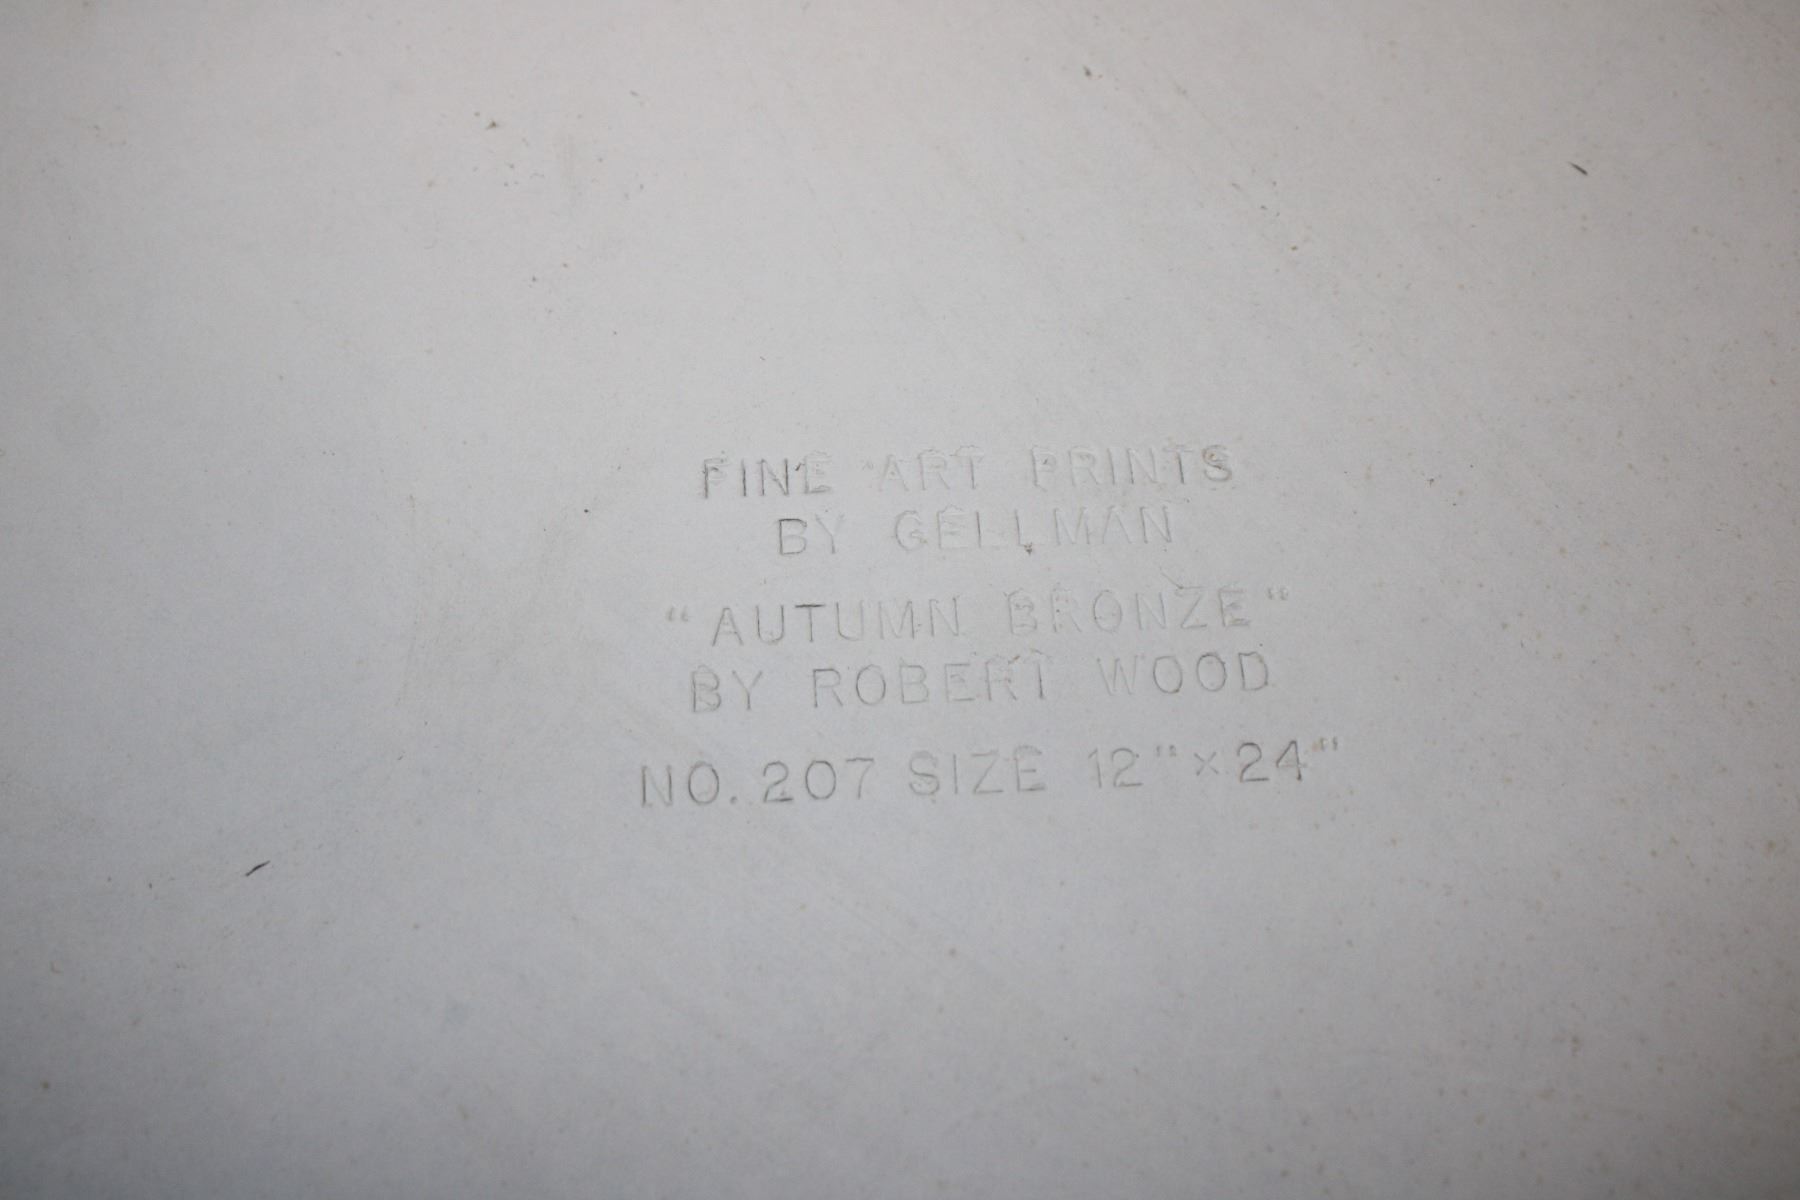 FINE ART PRINTS
BY GELLMAN
"AUTUMN BRONZE"
BY ROBERT WOOD
NO. 207 SIZE 12" × 24"